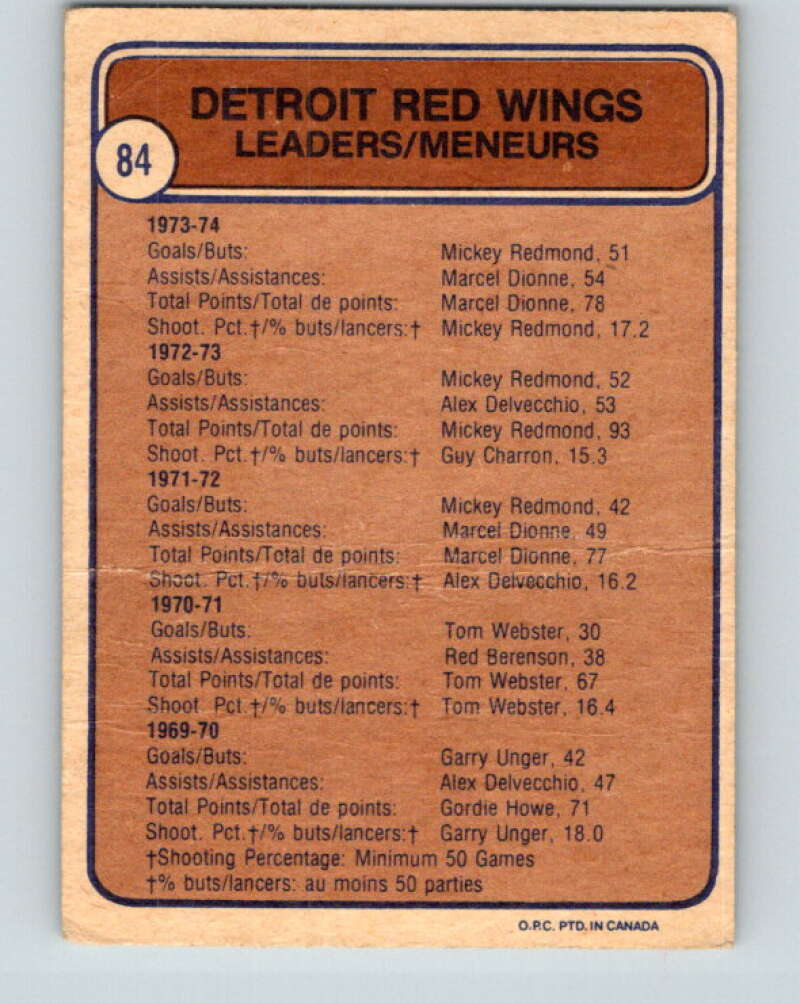 DETROIT RED WINGS
LEADERS/MENEURS
84
1973-74
Goals/Buts: Mickey Redmond, 51
Assists/Assistances: Marcel Dionne, 54
Total Points/Total de points: Marcel Dionne, 78
Shoot. Pct.†/% buts/lancers:† Mickey Redmond, 17.2
1972-73
Goals/Buts: Mickey Redmond, 52
Assists/Assistances: Alex Delvecchio, 53
Total Points/Total de points: Mickey Redmond, 93
Shoot. Pct.†/% buts/lancers:† Guy Charron, 15.3
1971-72
Goals/Buts: Mickey Redmond, 42
Assists/Assistances: Marcel Dionne, 49
Total Points/Total de points: Marcel Dionne, 77
Shoot. Pct.†/% buts/lancers:† Alex Delvecchio, 16.2
1970-71
Goals/Buts: Tom Webster, 30
Assists/Assistances: Red Berenson, 38
Total Points/Total de points: Tom Webster, 67
Shoot. Pct.†/% buts/lancers:† Tom Webster, 16.4
1969-70
Goals/Buts: Garry Unger, 42
Assists/Assistances: Alex Delvecchio, 47
Total Points/Total de points: Gordie Howe, 71
Shoot. Pct.†/% buts/lancers:† Garry Unger, 18.0
†Shooting Percentage: Minimum 50 Games
†% buts/lancers: au moins 50 parties
O.P.C. PTD. IN CANADA